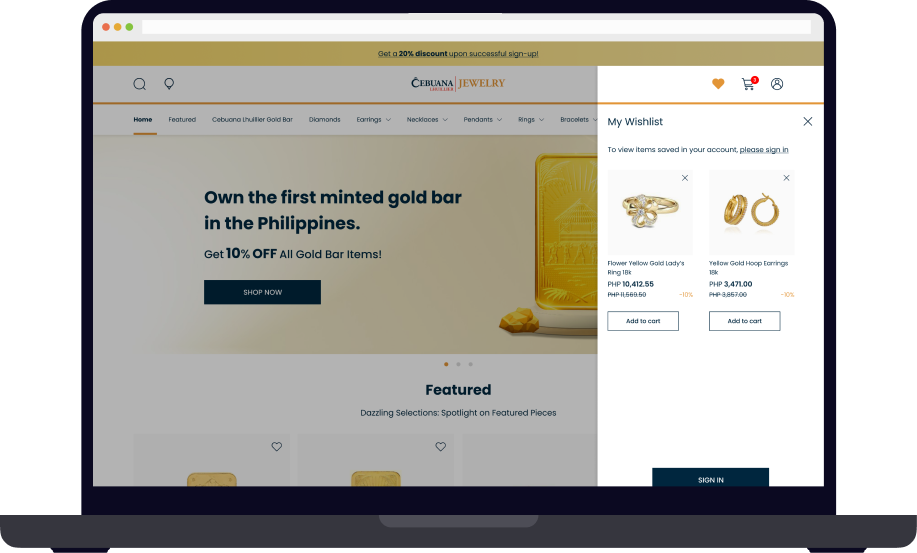 Get a 20% discount upon successful sign-up!
CEBUANA LHUILLIER JEWELRY
1
Home Featured Cebuana Lhuillier Gold Bar Diamonds Earrings Necklaces Pendants Rings Bracelets
Own the first minted gold bar
in the Philippines.
Get 10% OFF All Gold Bar Items!
SHOP NOW
Featured
Dazzling Selections: Spotlight on Featured Pieces
My Wishlist
To view items saved in your account, please sign in
Flower Yellow Gold Lady's
Ring 18k
PHP 10,412.55
PHP 11,569.50 -10%
Add to cart
Yellow Gold Hoop Earrings
18k
PHP 3,471.00
PHP 3,857.00 -10%
Add to cart
SIGN IN